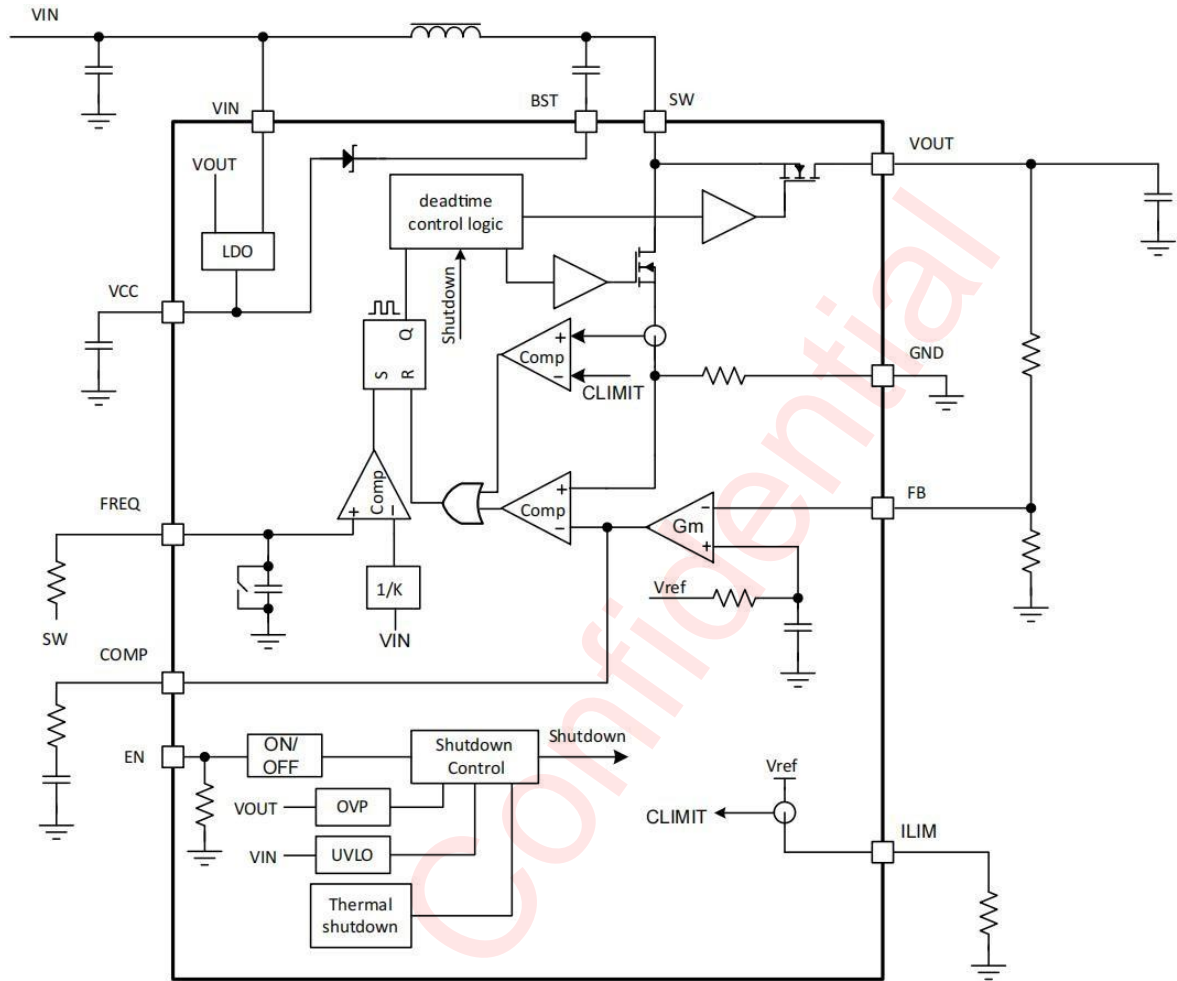 VIN
VIN
BST
SW
VOUT
VOUT
deadtime
control logic
LDO
VCC
Shutdown
Q
S
R
+
Comp
−
CLIMIT
GND
FREQ
Comp
+
−
+
Comp
−
−
Gm
+
FB
1/K
VIN
Vref
SW
COMP
EN
ON/
OFF
Shutdown
Control
Shutdown
VOUT
OVP
VIN
UVLO
Thermal
shutdown
Vref
CLIMIT
ILIM
Confidential